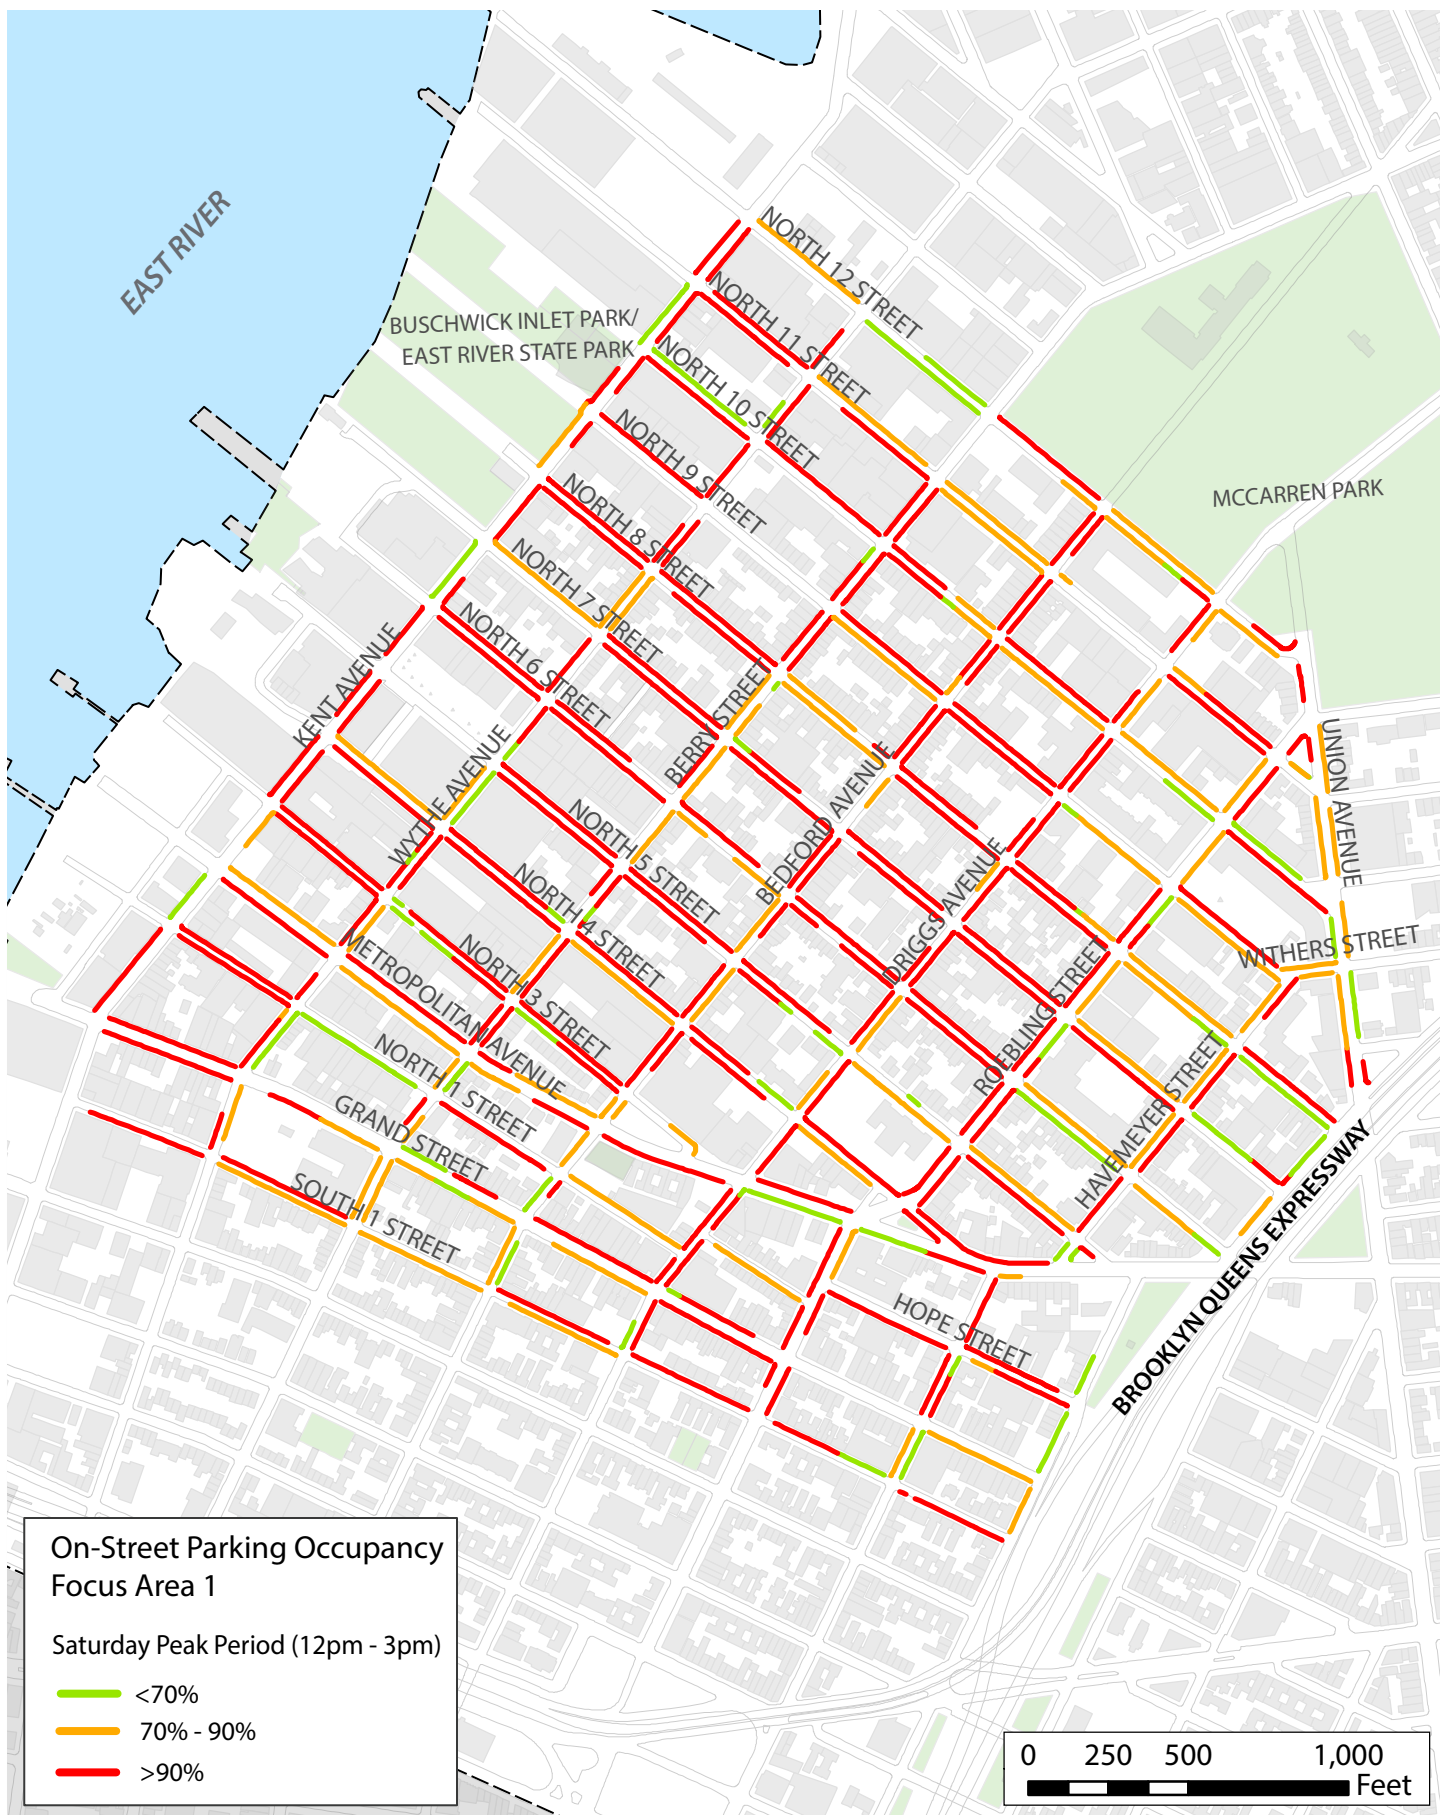 EAST RIVER
NORTH 12 STREET
NORTH 11 STREET
BUSCHWICK INLET PARK/
EAST RIVER STATE PARK
NORTH 10 STREET
NORTH 9 STREET
MCCARREN PARK
NORTH 8 STREET
NORTH 7 STREET
NORTH 6 STREET
KENT AVENUE
WYTHE AVENUE
BERRY STREET
BEDFORD AVENUE
UNION AVENUE
NORTH 5 STREET
NORTH 4 STREET
DRIGGS AVENUE
ROEBLING STREET
WITHERS STREET
METROPOLITAN AVENUE
NORTH 3 STREET
NORTH 1 STREET
HAVEMEYER STREET
GRAND STREET
SOUTH 1 STREET
HOPE STREET
BROOKLYN QUEENS EXPRESSWAY
On-Street Parking Occupancy
Focus Area 1
Saturday Peak Period (12pm - 3pm)
<70%
70% - 90%
>90%
0 250 500 1,000
Feet